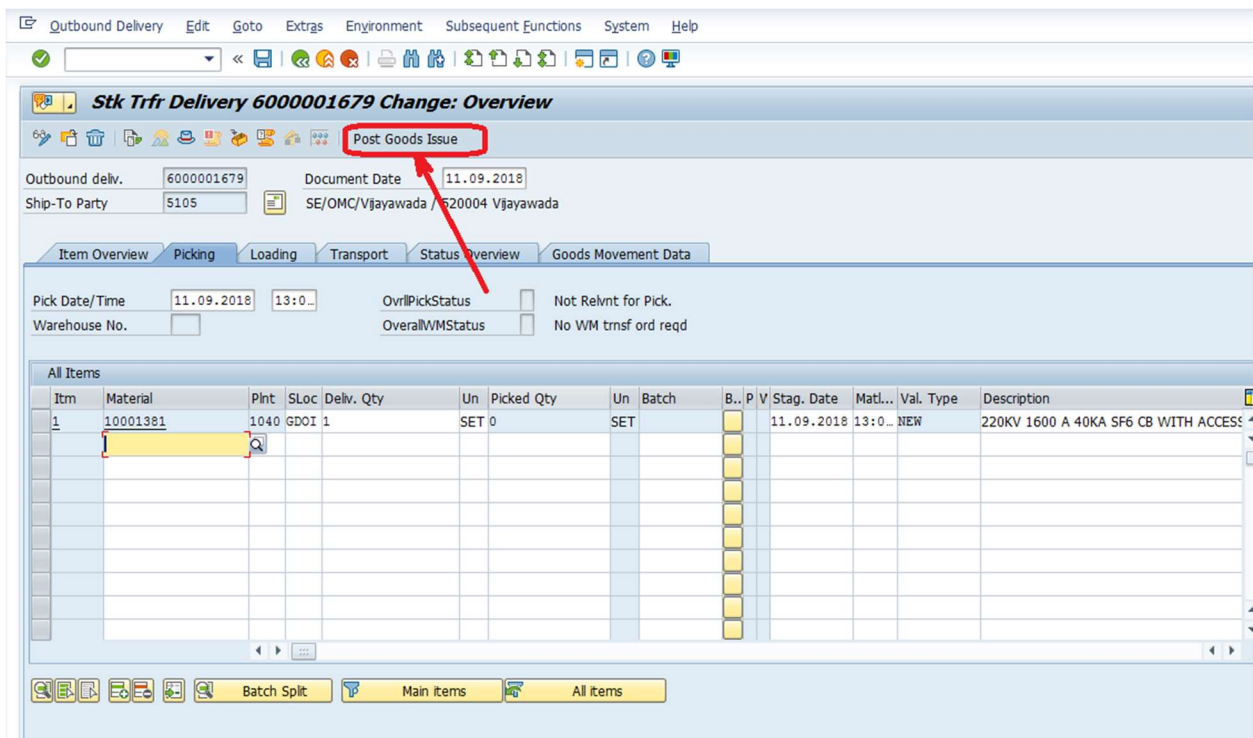 Outbound Delivery Edit Goto Extras Environment Subsequent Functions System Help
Stk Trfr Delivery 6000001679 Change: Overview
Post Goods Issue
Outbound deliv. 6000001679 Document Date 11.09.2018
Ship-To Party 5105 SE/OMC/Vijayawada / 520004 Vijayawada
Item Overview Picking Loading Transport Status Overview Goods Movement Data
Pick Date/Time 11.09.2018 13:0... OvrllPickStatus Not Relvnt for Pick.
Warehouse No. OverallWMStatus No WM trnsf ord reqd
All Items
Itm Material Plnt SLoc Deliv. Qty Un Picked Qty Un Batch B.. P V Stag. Date Matl... Val. Type Description
1 10001381 1040 GDOI 1 SET 0 SET 11.09.2018 13:0... NEW 220KV 1600 A 40KA SF6 CB WITH ACCESS
Batch Split Main items All items